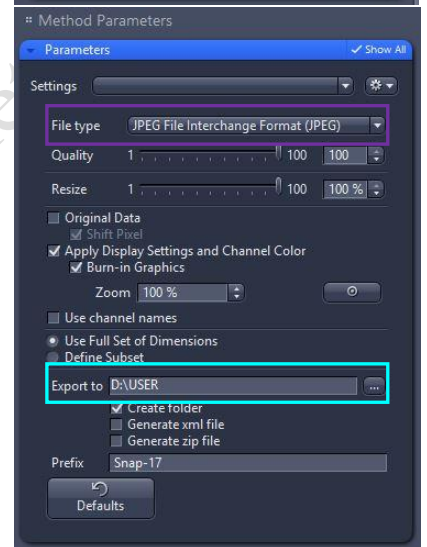 Method Parameters
Parameters Show All
Settings
File type JPEG File Interchange Format (JPEG)
Quality 1 100 100
Resize 1 100 100 %
Original Data
Shift Pixel
Apply Display Settings and Channel Color
Burn-in Graphics
Zoom 100 %
Use channel names
Use Full Set of Dimensions
Define Subset
Export to D:\USER ...
Create folder
Generate xml file
Generate zip file
Prefix Snap-17
Defaults